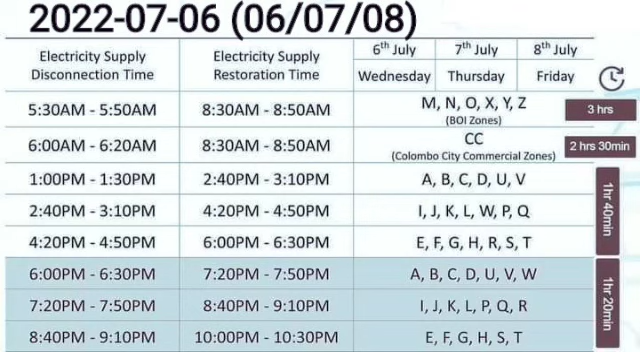 2022-07-06 (06/07/08)
Electricity Supply Disconnection Time Electricity Supply Restoration Time 6th July 7th July 8th July
Wednesday Thursday Friday
5:30AM - 5:50AM 8:30AM - 8:50AM M, N, O, X, Y, Z 3 hrs
(BOI Zones)
6:00AM - 6:20AM 8:30AM - 8:50AM CC 2 hrs 30min
(Colombo City Commercial Zones)
1:00PM - 1:30PM 2:40PM - 3:10PM A, B, C, D, U, V
2:40PM - 3:10PM 4:20PM - 4:50PM I, J, K, L, W, P, Q
1hr 40min
4:20PM - 4:50PM 6:00PM - 6:30PM E, F, G, H, R, S, T
6:00PM - 6:30PM 7:20PM - 7:50PM A, B, C, D, U, V, W
7:20PM - 7:50PM 8:40PM - 9:10PM I, J, K, L, P, Q, R
1hr 20min
8:40PM - 9:10PM 10:00PM - 10:30PM E, F, G, H, S, T